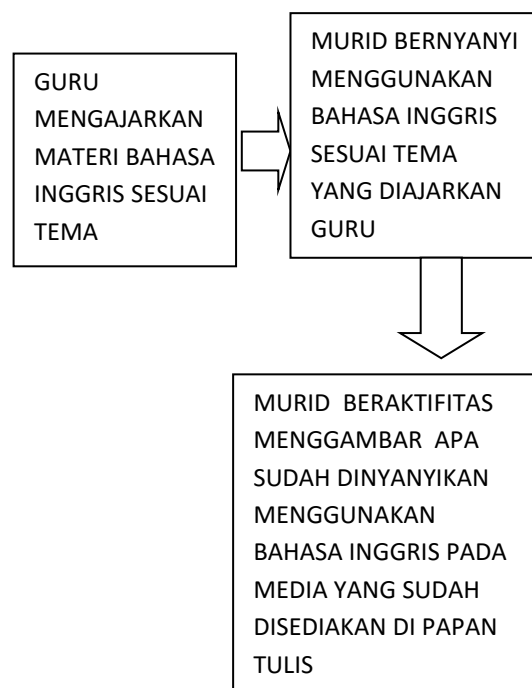 GURU
MENGAJARKAN
MATERI BAHASA
INGGRIS SESUAI
TEMA
MURID BERNYANYI
MENGGUNAKAN
BAHASA INGGRIS
SESUAI TEMA
YANG DIAJARKAN
GURU
MURID BERAKTIFITAS
MENGGAMBAR APA
SUDAH DINYANYIKAN
MENGGUNAKAN
BAHASA INGGRIS PADA
MEDIA YANG SUDAH
DISEDIAKAN DI PAPAN
TULIS